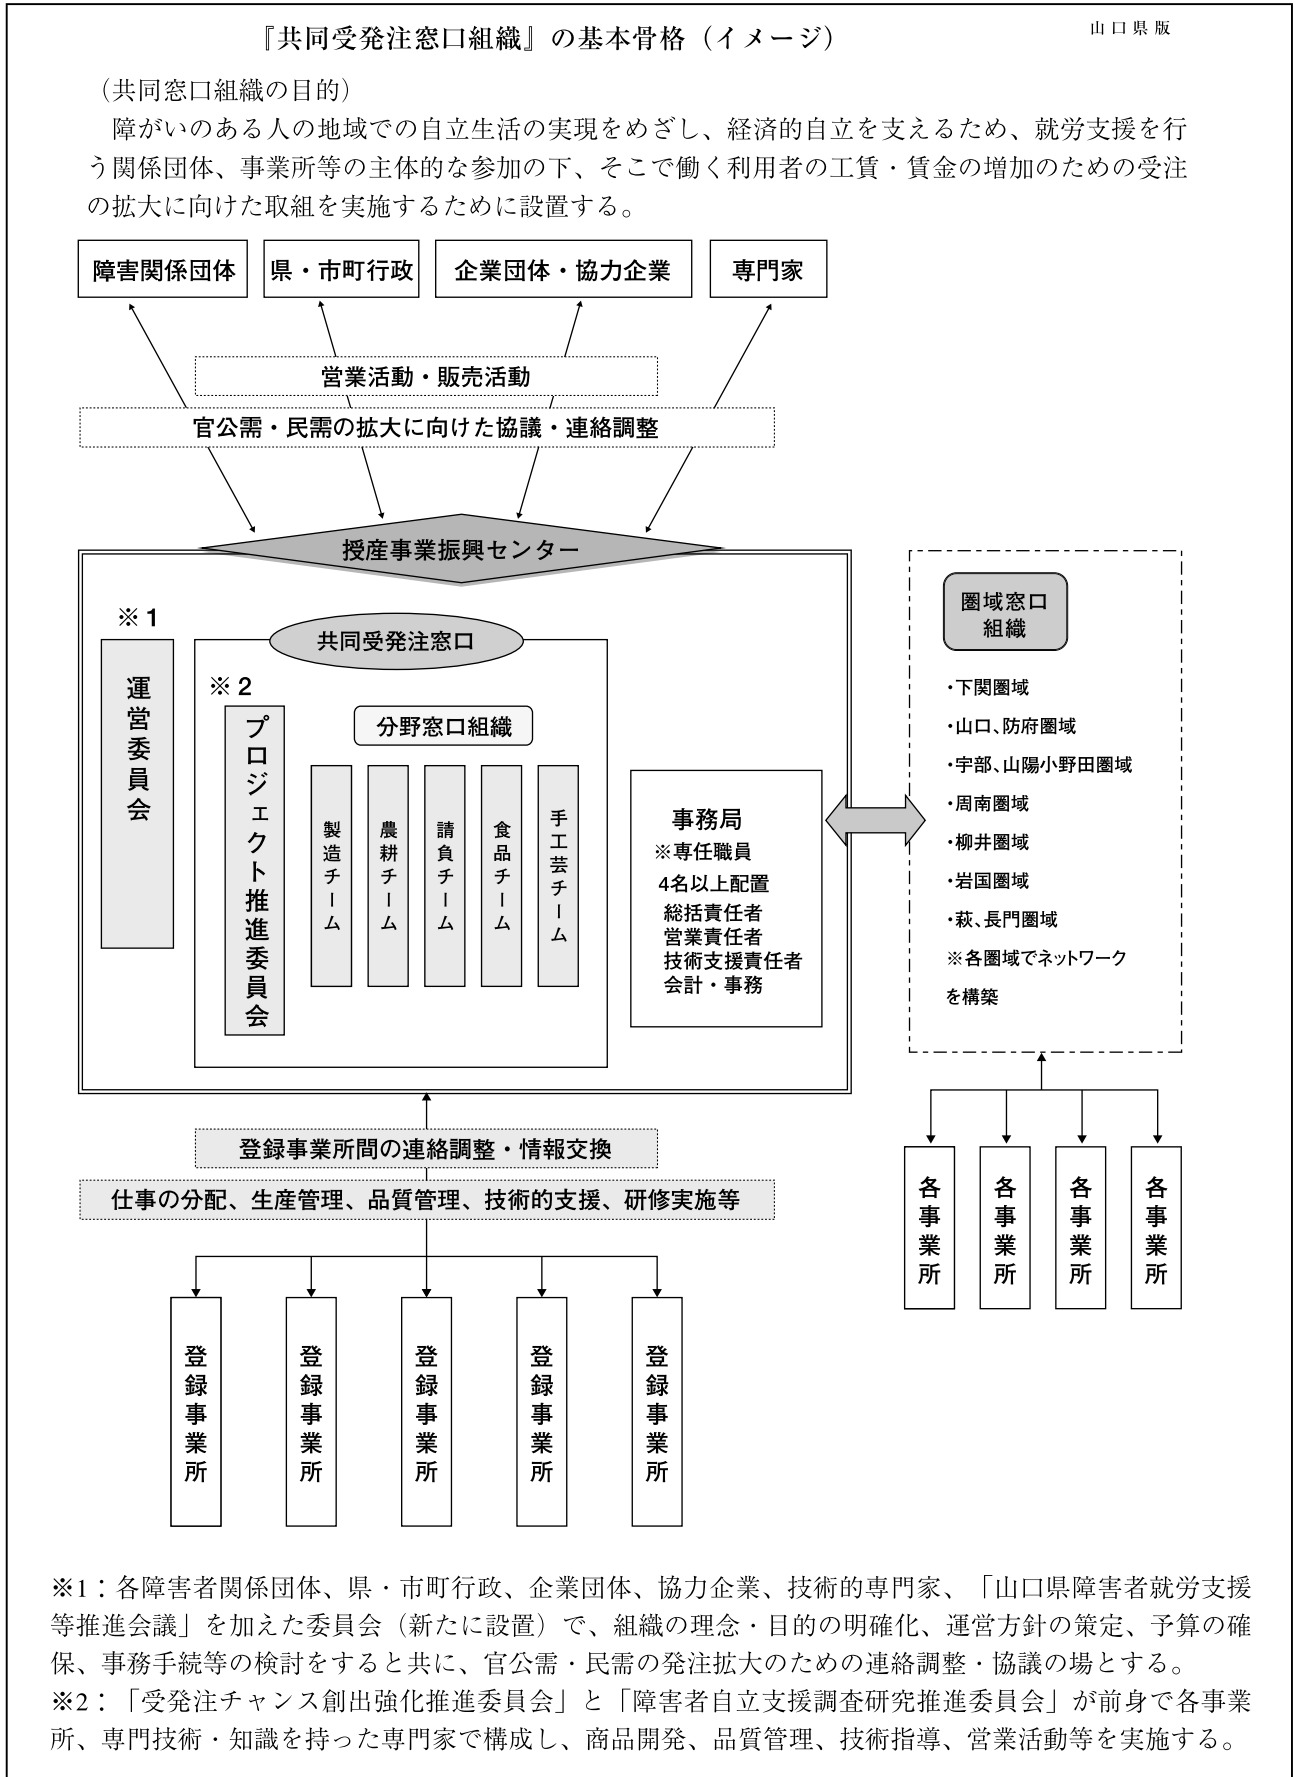 『共同受発注窓口組織』の基本骨格（イメージ）
山口県版
（共同窓口組織の目的）
障がいのある人の地域での自立生活の実現をめざし、経済的自立を支えるため、就労支援を行
う関係団体、事業所等の主体的な参加の下、そこで働く利用者の工賃・賃金の増加のための受注
の拡大に向けた取組を実施するために設置する。
障害関係団体
県・市町行政
企業団体・協力企業
専門家
営業活動・販売活動
官公需・民需の拡大に向けた協議・連絡調整
授産事業振興センター
※1
運営委員会
共同受発注窓口
※2
プロジェクト推進委員会
分野窓口組織
製造チーム
農耕チーム
請負チーム
食品チーム
手工芸チーム
事務局
※専任職員
4名以上配置
総括責任者
営業責任者
技術支援責任者
会計・事務
圏域窓口
組織
・下関圏域
・山口、防府圏域
・宇部、山陽小野田圏域
・周南圏域
・柳井圏域
・岩国圏域
・萩、長門圏域
※各圏域でネットワーク
を構築
登録事業所間の連絡調整・情報交換
仕事の分配、生産管理、品質管理、技術的支援、研修実施等
各事業所
各事業所
各事業所
各事業所
登録事業所
登録事業所
登録事業所
登録事業所
登録事業所
※1：各障害者関係団体、県・市町行政、企業団体、協力企業、技術的専門家、「山口県障害者就労支援
等推進会議」を加えた委員会（新たに設置）で、組織の理念・目的の明確化、運営方針の策定、予算の確
保、事務手続等の検討をすると共に、官公需・民需の発注拡大のための連絡調整・協議の場とする。
※2：「受発注チャンス創出強化推進委員会」と「障害者自立支援調査研究推進委員会」が前身で各事業
所、専門技術・知識を持った専門家で構成し、商品開発、品質管理、技術指導、営業活動等を実施する。